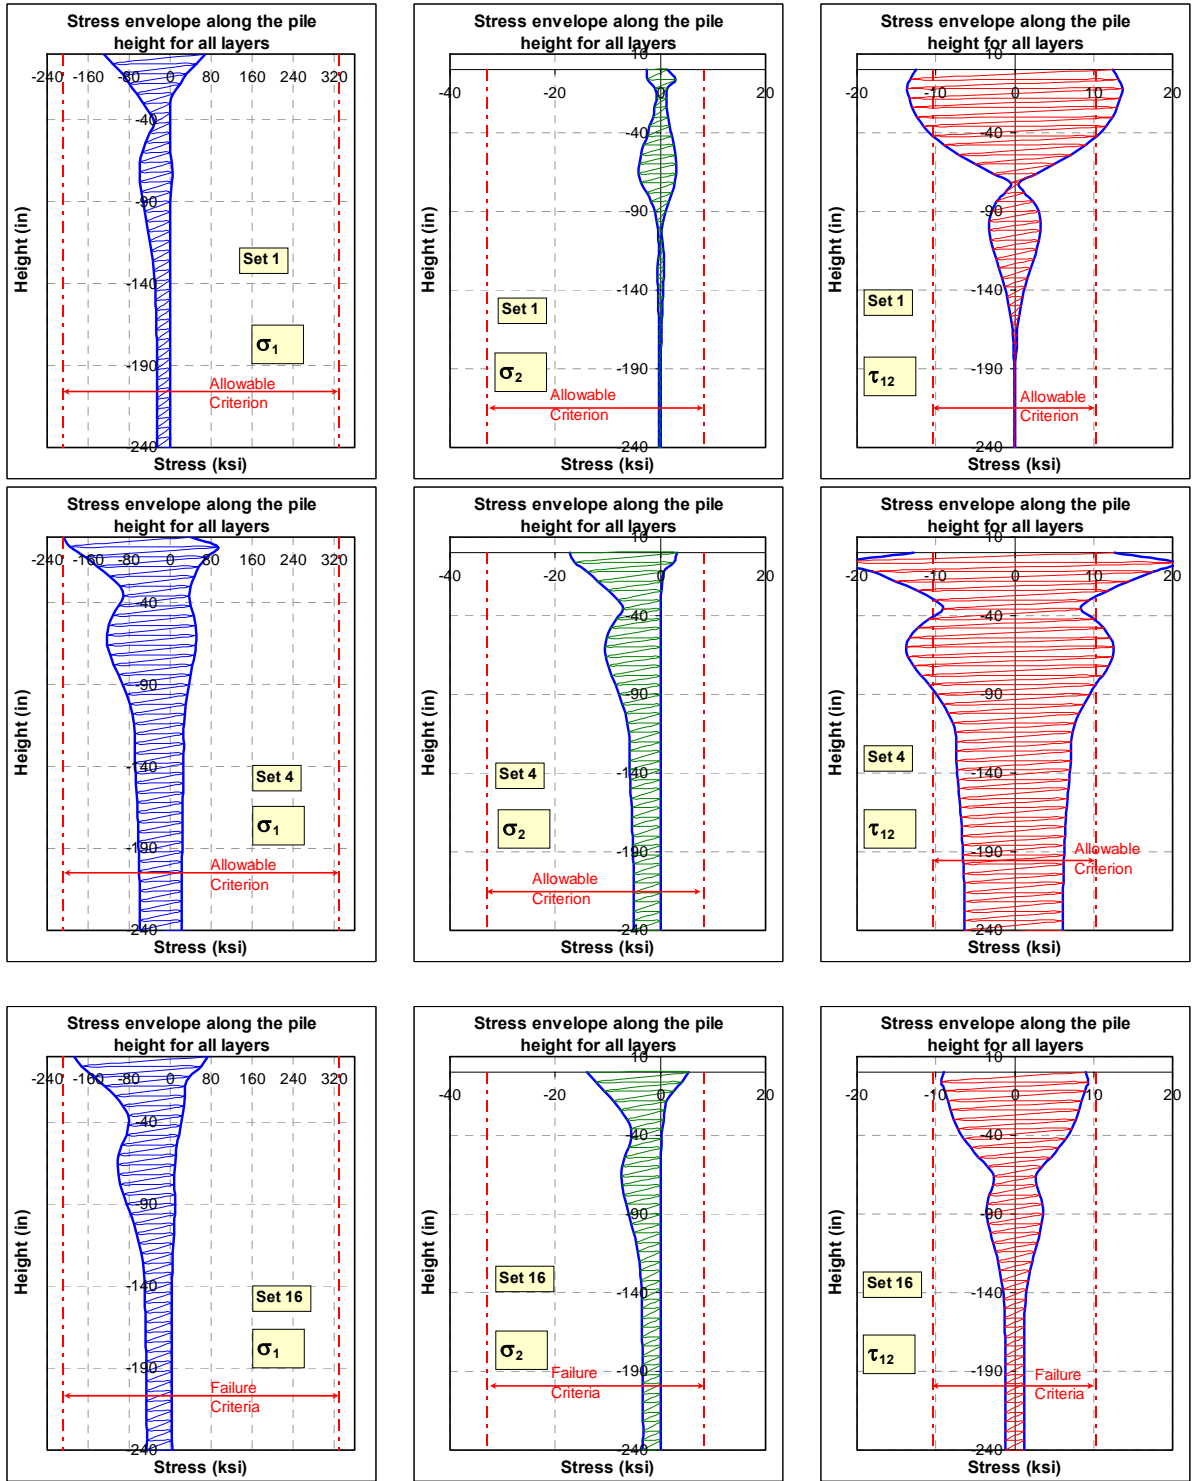 Stress envelope along the pile
height for all layers
-240 -160 -80 0 80 160 240 320
-40
-90
-140
-190
-240
Height (in)
Set 1
σ1
Allowable
Criterion
Stress (ksi)
Stress envelope along the pile
height for all layers
10
-40 -20 0 20
-40
-90
-140
-190
-240
Height (in)
Set 1
σ2
Allowable
Criterion
Stress (ksi)
Stress envelope along the pile
height for all layers
10
-20 -10 0 10 20
-40
-90
-140
-190
-240
Height (in)
Set 1
τ12
Allowable
Criterion
Stress (ksi)
Stress envelope along the pile
height for all layers
-240 -160 -80 0 80 160 240 320
-40
-90
-140
-190
-240
Height (in)
Set 4
σ1
Allowable
Criterion
Stress (ksi)
Stress envelope along the pile
height for all layers
10
-40 -20 0 20
-40
-90
-140
-190
-240
Height (in)
Set 4
σ2
Allowable
Criterion
Stress (ksi)
Stress envelope along the pile
height for all layers
10
-20 -10 0 10 20
-40
-90
-140
-190
-240
Height (in)
Set 4
τ12
Allowable
Criterion
Stress (ksi)
Stress envelope along the pile
height for all layers
-240 -160 -80 0 80 160 240 320
-40
-90
-140
-190
-240
Height (in)
Set 16
σ1
Failure
Criteria
Stress (ksi)
Stress envelope along the pile
height for all layers
10
-40 -20 0 20
-40
-90
-140
-190
-240
Height (in)
Set 16
σ2
Failure
Criteria
Stress (ksi)
Stress envelope along the pile
height for all layers
10
-20 -10 0 10 20
-40
-90
-140
-190
-240
Height (in)
Set 16
τ12
Failure
Criteria
Stress (ksi)